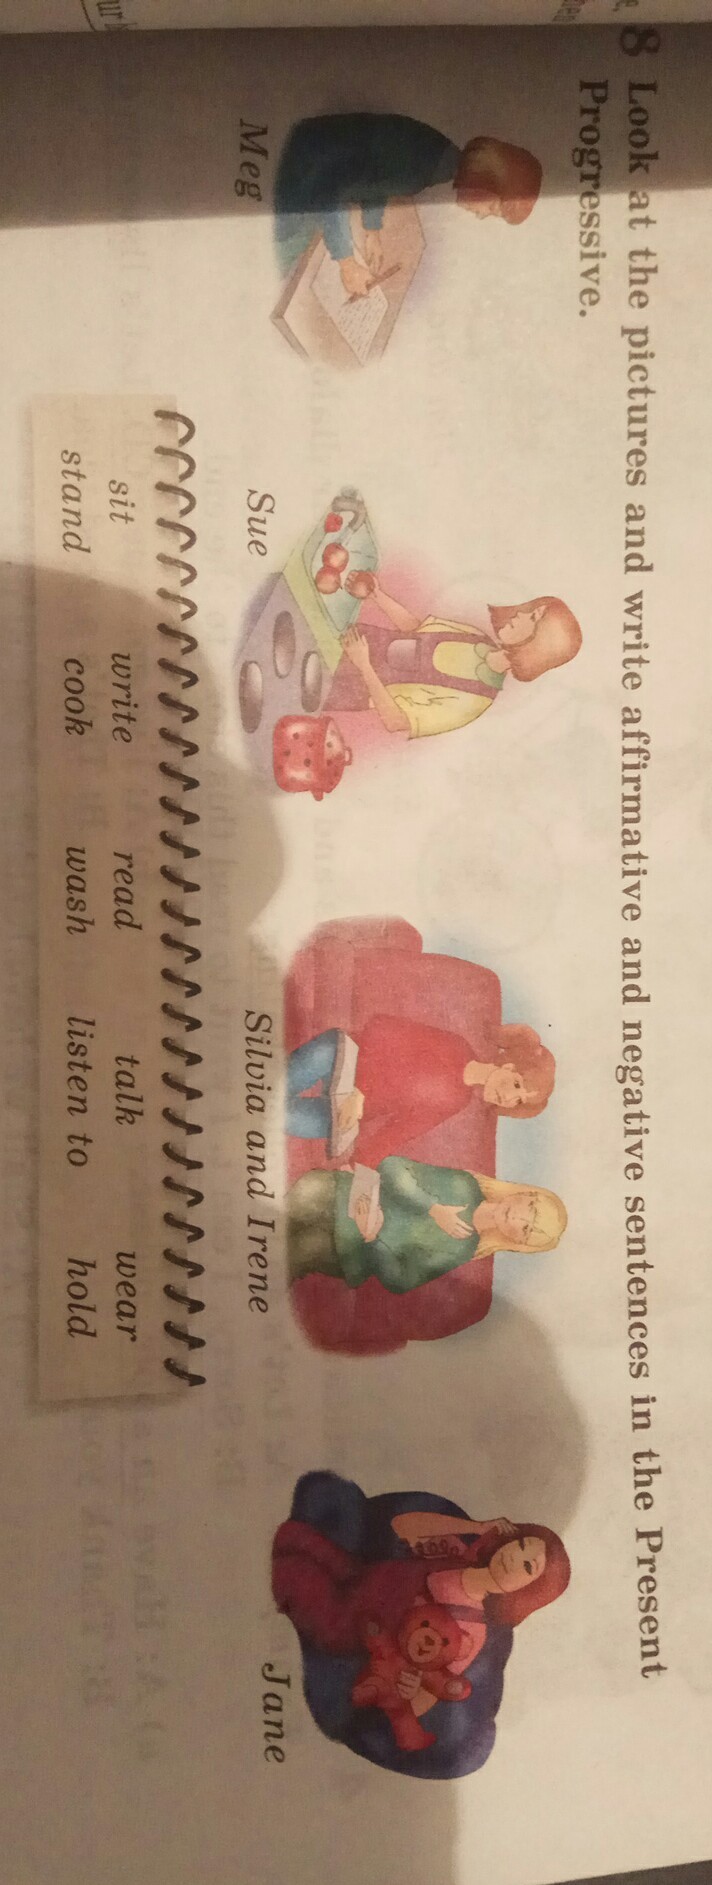 8 Look at the pictures and write affirmative and negative sentences in the Present
Progressive.
Meg
Sue
Silvia and Irene
Jane
sit write read talk wear
stand cook wash listen to hold